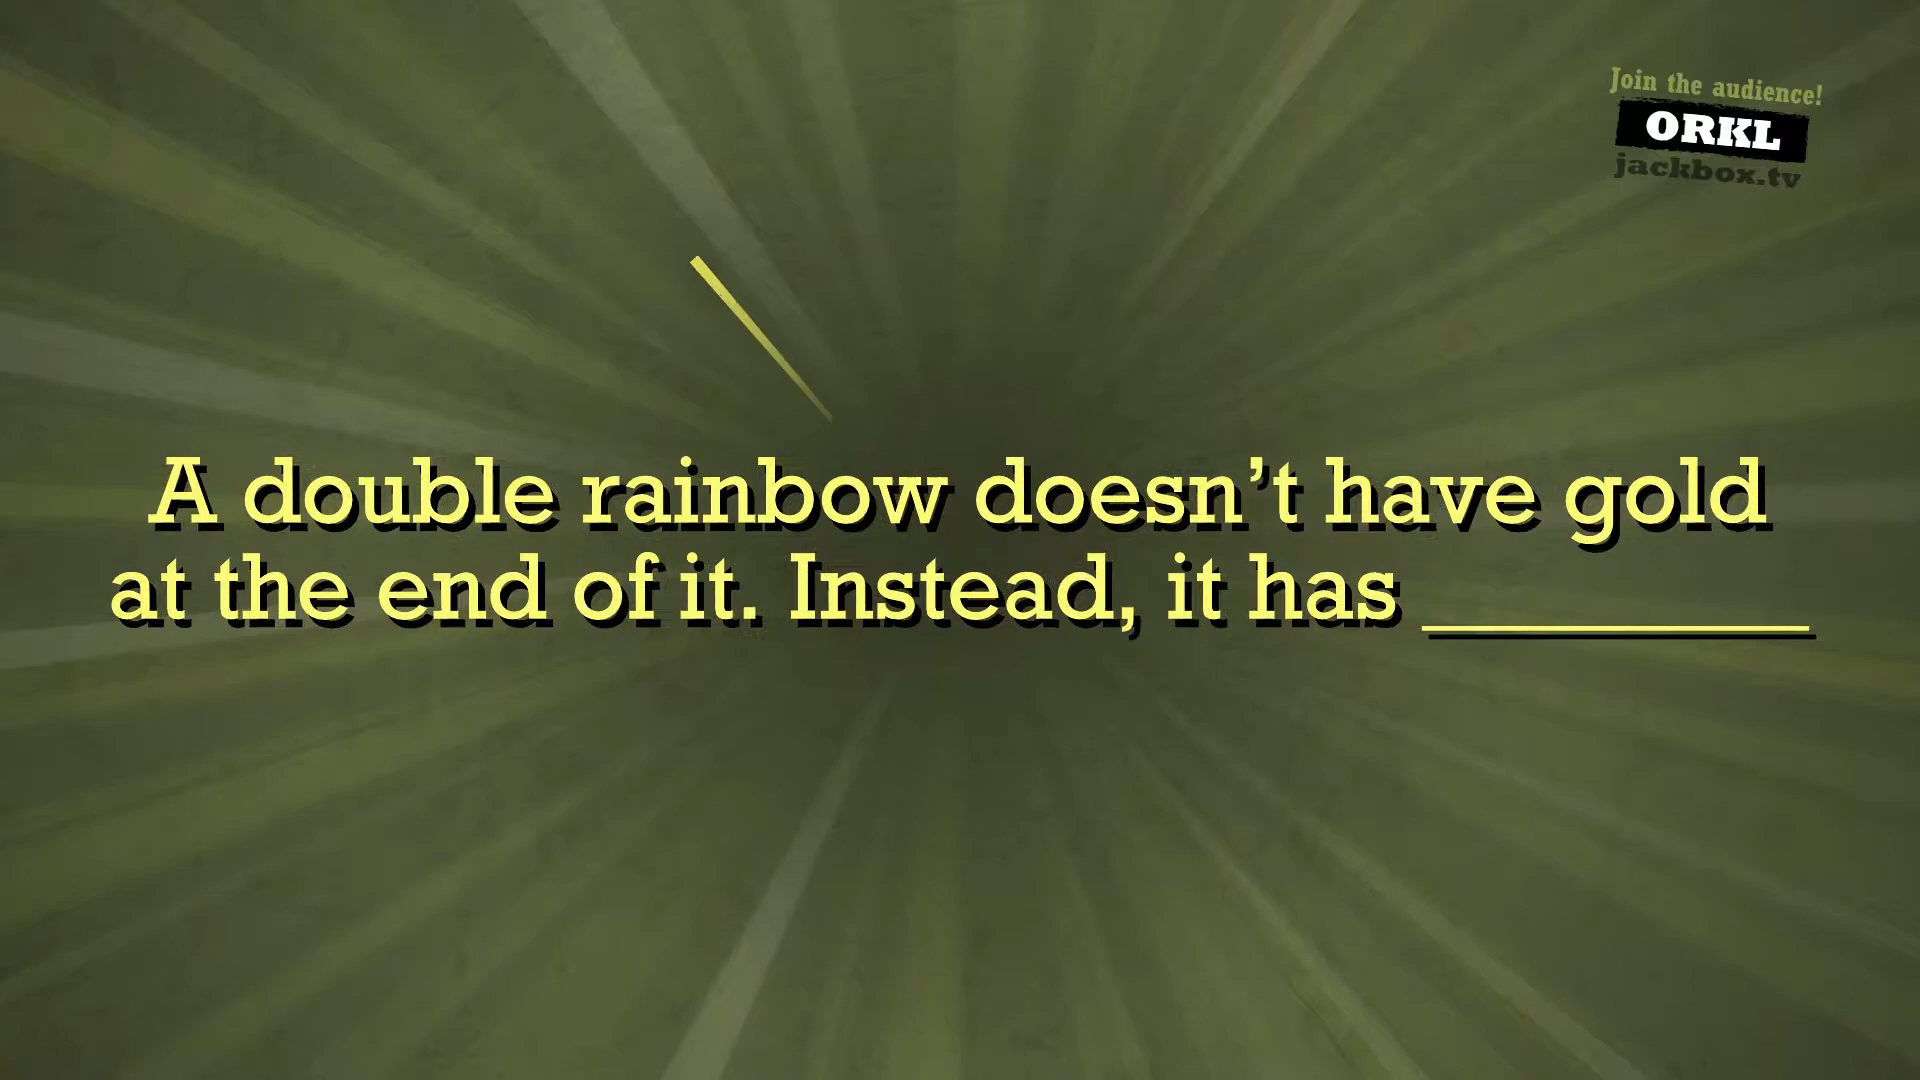 Join the audience!
ORKL
jackbox.tv
A double rainbow doesn’t have gold
at the end of it. Instead, it has ________